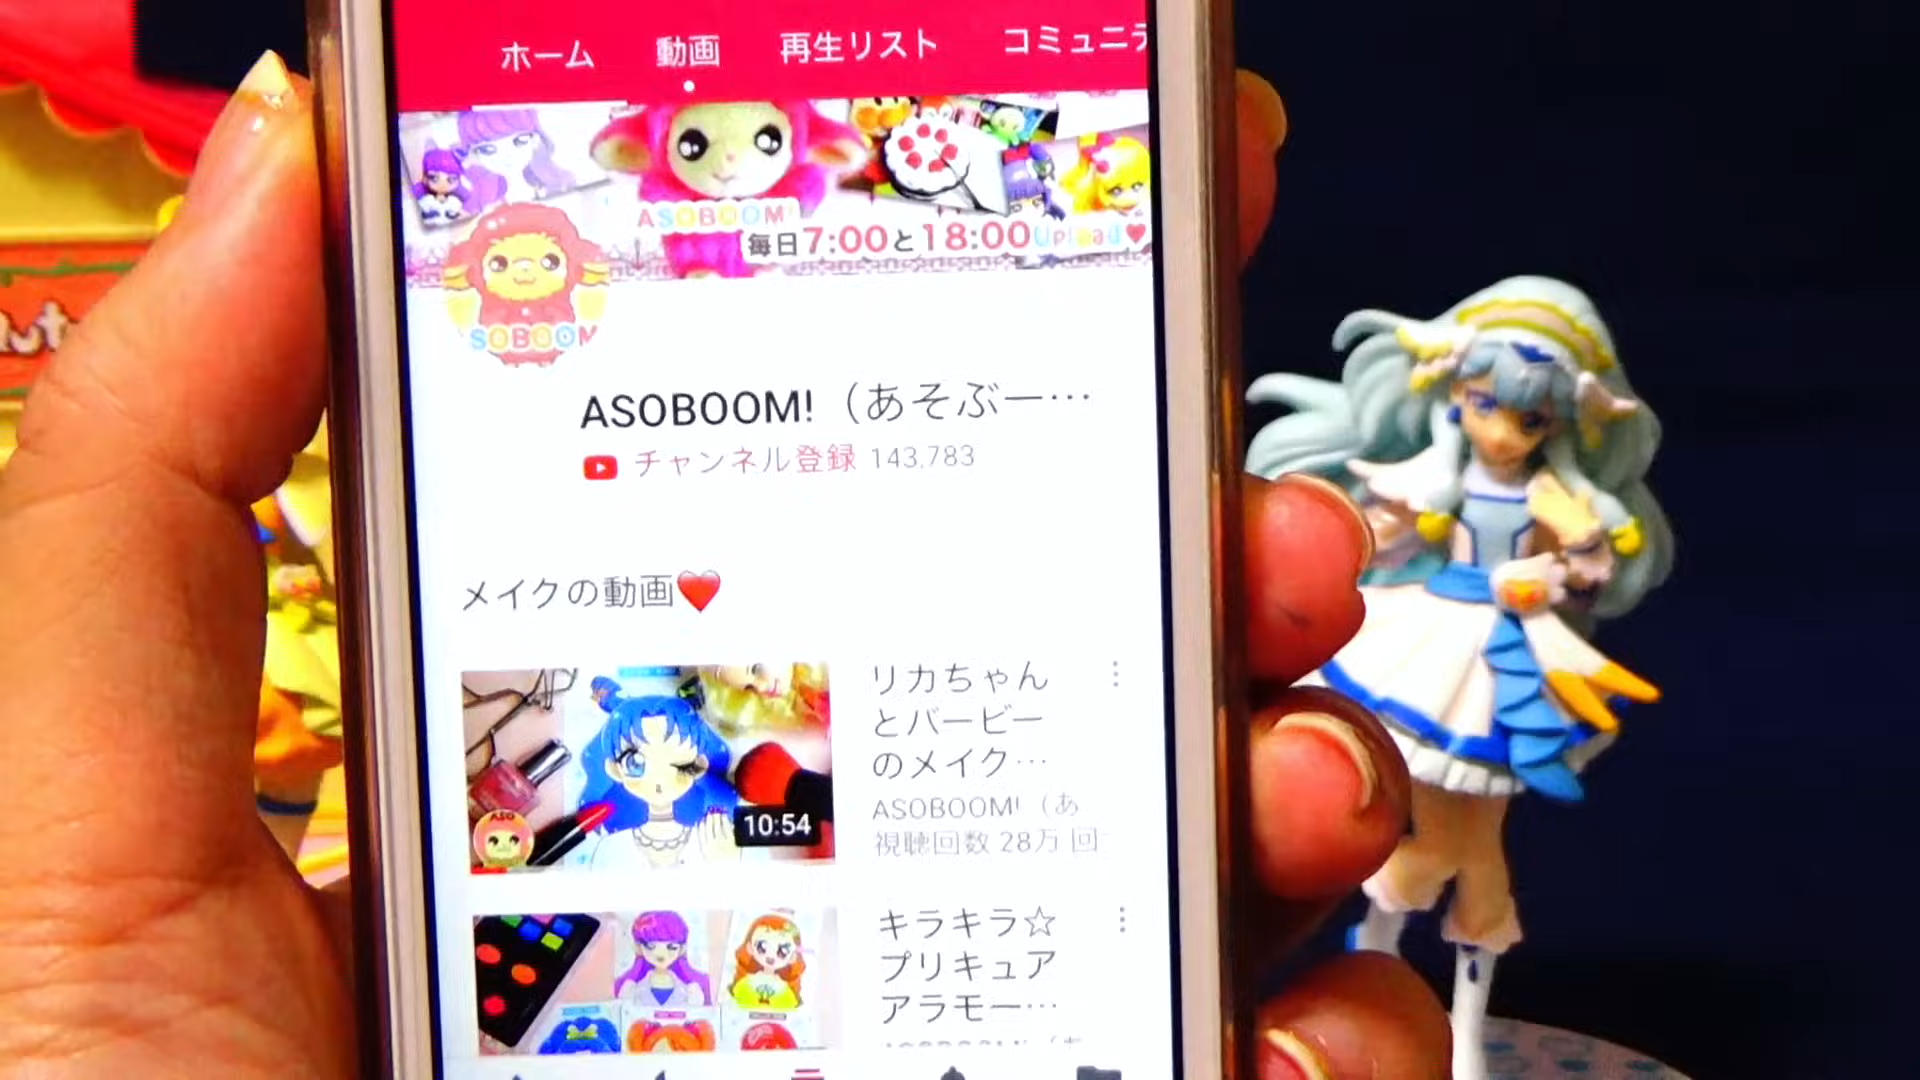 ホーム 動画 再生リスト コミュニテ
ASOBOOM!
毎日7:00と18:00Upload♥
SOBOOM
ASOBOOM!（あそぶー…
チャンネル登録 143,783
メイクの動画❤
リカちゃん
とバービー
のメイク…
ASOBOOM!（あ
視聴回数 28万 回
ASO
10:54
キラキラ☆
プリキュア
アラモー…